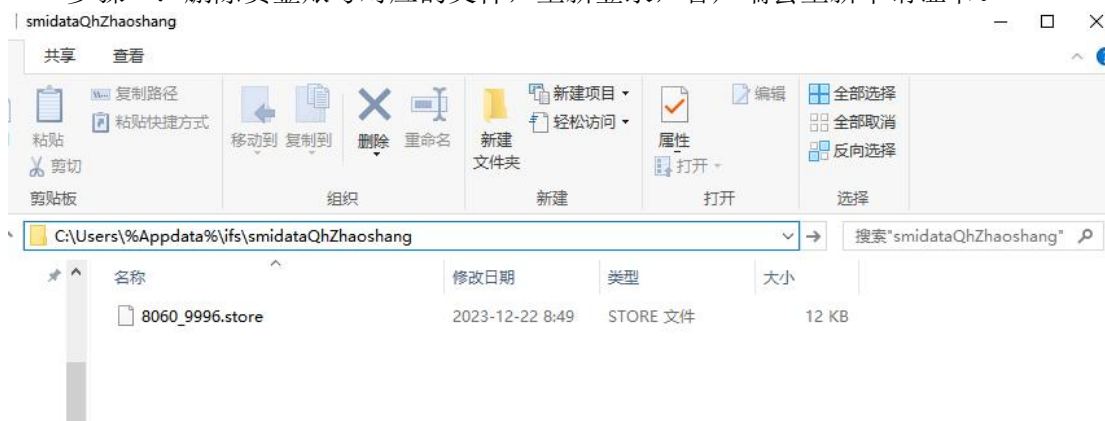 smidataQhZhaoshang
共享 查看
复制路径
粘贴快捷方式
粘贴
剪切
剪贴板
移动到 复制到 删除 重命名
组织
新建项目
轻松访问
新建
文件夹
新建
属性
编辑
打开
打开
全部选择
全部取消
反向选择
选择
C:\Users\%Appdata%\ifs\smidataQhZhaoshang
搜索"smidataQhZhaoshang"
名称 修改日期 类型 大小
8060_9996.store 2023-12-22 8:49 STORE 文件 12 KB